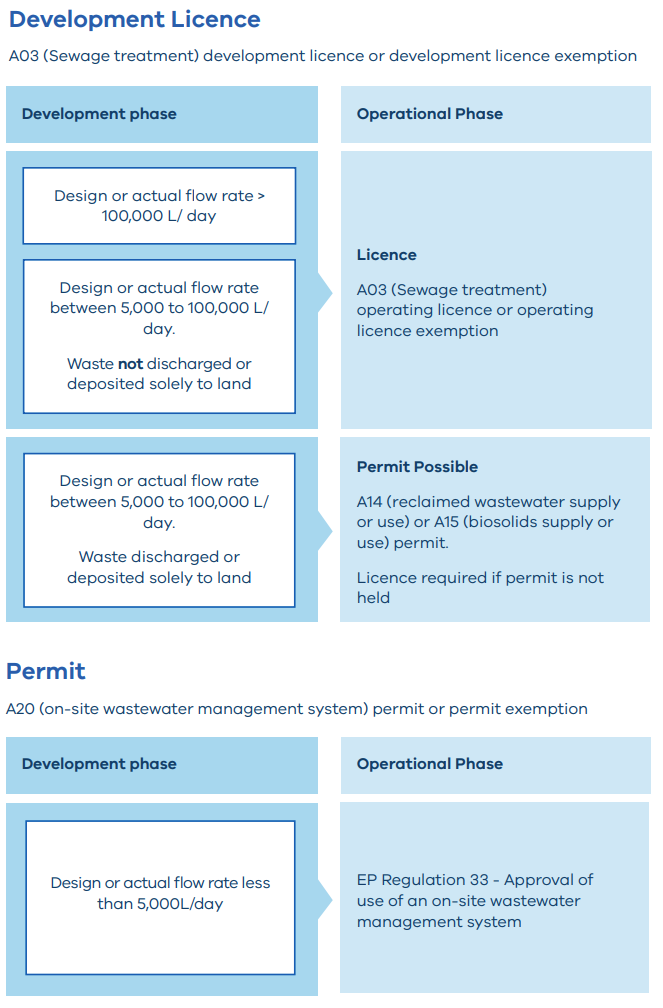 Development Licence
A03 (Sewage treatment) development licence or development licence exemption
Development phase
Operational Phase
Design or actual flow rate >
100,000 L/ day
Design or actual flow rate
between 5,000 to 100,000 L/
day.
Waste not discharged or
deposited solely to land
Licence
A03 (Sewage treatment)
operating licence or operating
licence exemption
Design or actual flow rate
between 5,000 to 100,000 L/
day.
Waste discharged or
deposited solely to land
Permit Possible
A14 (reclaimed wastewater supply
or use) or A15 (biosolids supply or
use) permit.
Licence required if permit is not
held
Permit
A20 (on-site wastewater management system) permit or permit exemption
Development phase
Operational Phase
Design or actual flow rate less
than 5,000L/day
EP Regulation 33 - Approval of
use of an on-site wastewater
management system